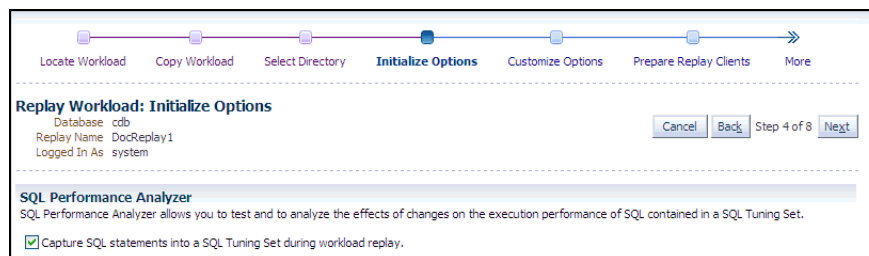 Locate Workload Copy Workload Select Directory Initialize Options Customize Options Prepare Replay Clients More
Replay Workload: Initialize Options
Database cdb
Replay Name DocReplay1
Logged In As system
Cancel Back Step 4 of 8 Next
SQL Performance Analyzer
SQL Performance Analyzer allows you to test and to analyze the effects of changes on the execution performance of SQL contained in a SQL Tuning Set.
Capture SQL statements into a SQL Tuning Set during workload replay.